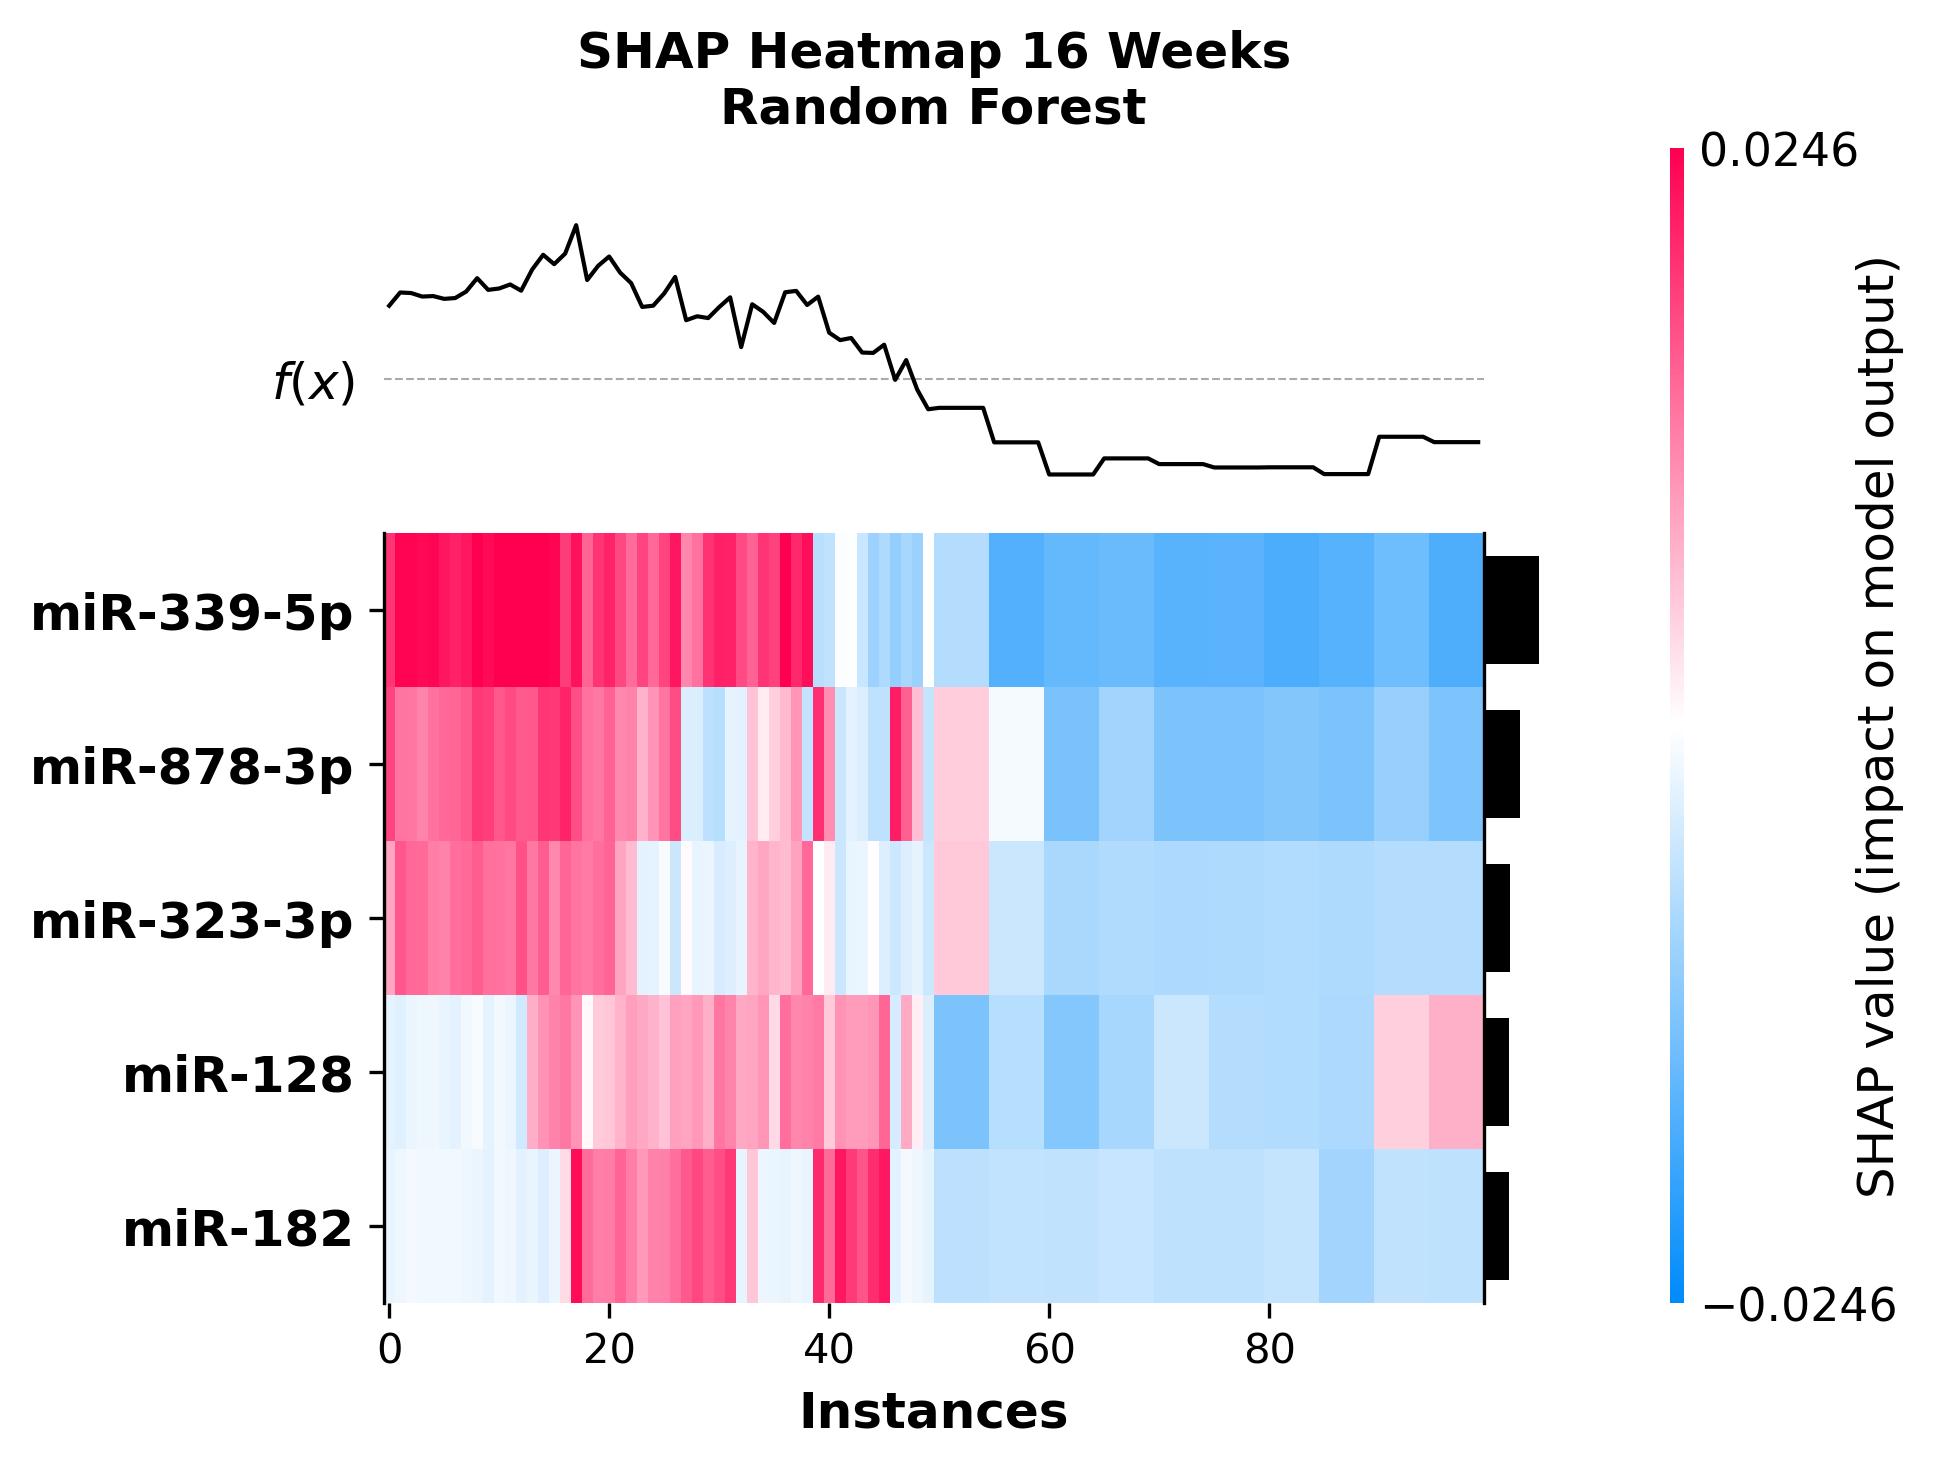 SHAP Heatmap 16 Weeks
Random Forest
0.0246
f(x)
miR-339-5p
miR-878-3p
miR-323-3p
miR-128
miR-182
SHAP value (impact on model output)
−0.0246
0 20 40 60 80
Instances